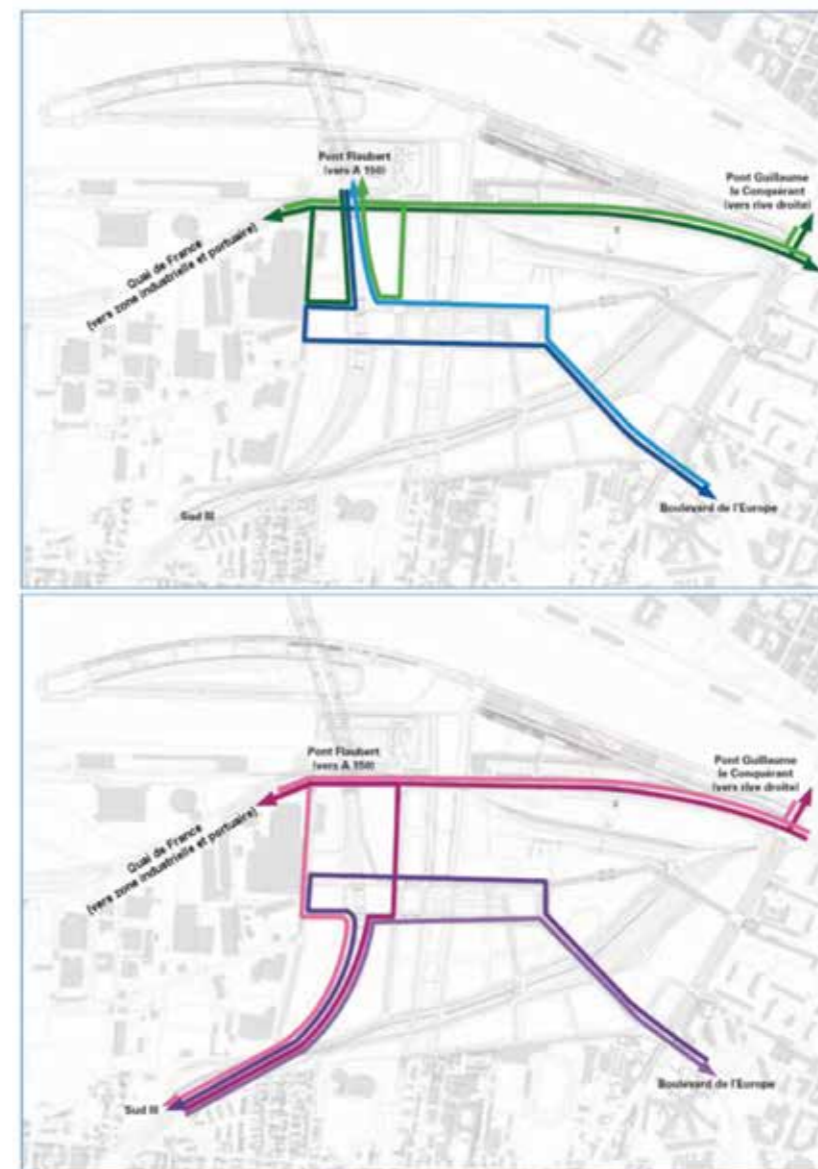 Pont Flaubert
(vers A 150)
Pont Guillaume
le Conquérant
(vers rive droite)
Quai de France
(vers zone industrielle et portuaire)
Sud III
Boulevard de l'Europe
Pont Flaubert
(vers A 150)
Pont Guillaume
le Conquérant
(vers rive droite)
Quai de France
(vers zone industrielle et portuaire)
Sud III
Boulevard de l'Europe